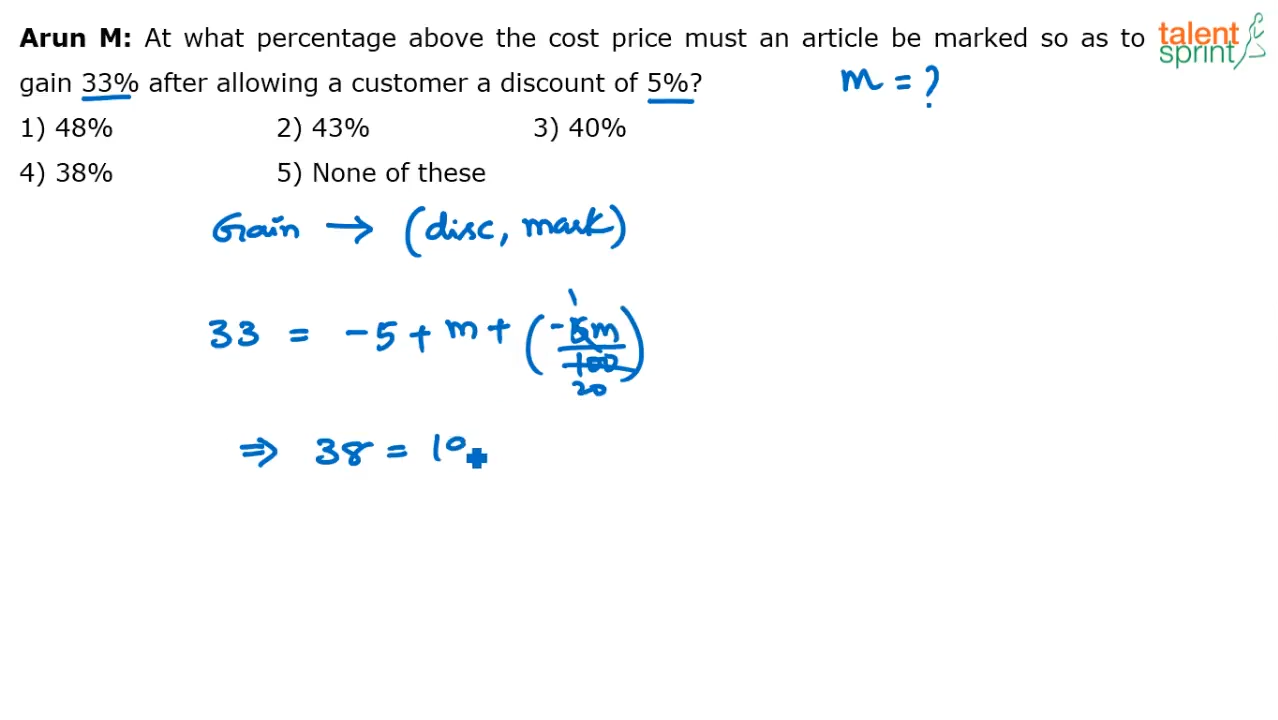 Arun M: At what percentage above the cost price must an article be marked so as to
gain 33% after allowing a customer a discount of 5%?
talent
sprint
m = ?
1) 48% 2) 43% 3) 40%
4) 38% 5) None of these
Gain → (disc, mark)
33 = -5 + m + (-5m/100)
1
20
⇒ 38 = 19